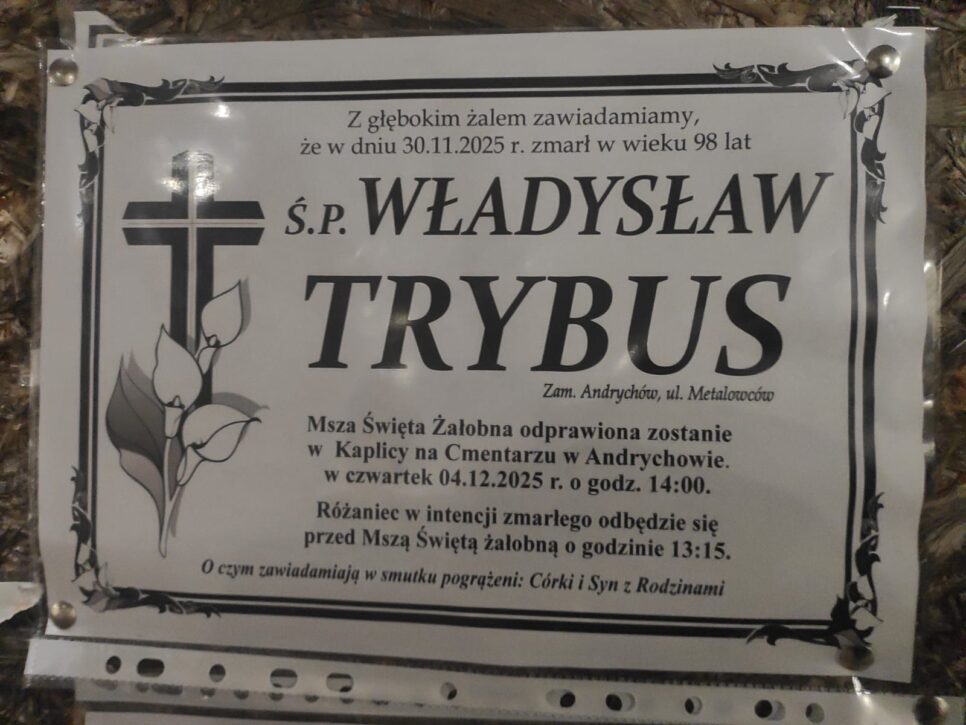 Z głębokim żalem zawiadamiamy,
że w dniu 30.11.2025 r. zmarł w wieku 98 lat
Ś.P. WŁADYSŁAW
TRYBUS
Zam. Andrychów, ul. Metalowców
Msza Święta Żałobna odprawiona zostanie
w Kaplicy na Cmentarzu w Andrychowie.
w czwartek 04.12.2025 r. o godz. 14:00.
Różaniec w intencji zmarłego odbędzie się
przed Mszą Świętą żałobną o godzinie 13:15.
O czym zawiadamiają w smutku pogrążeni: Córki i Syn z Rodzinami